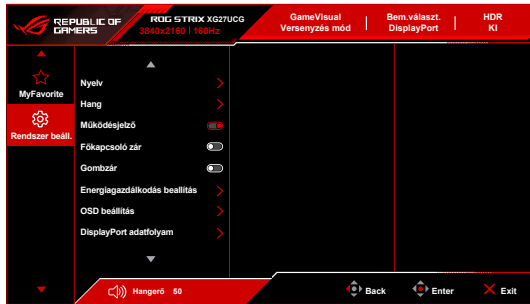 REPUBLIC OF
GAMERS
ROG STRIX XG27UCG
3840x2160 | 160Hz
GameVisual
Versenyzés mód
Bem.választ.
DisplayPort
HDR
KI
MyFavorite
Rendszer beáll.
Nyelv
Hang
Működésjelző
Főkapcsoló zár
Gombzár
Energiagazdálkodás beallítás
OSD beállítás
DisplayPort adatfolyam
Hangerő 50
Back
Enter
Exit